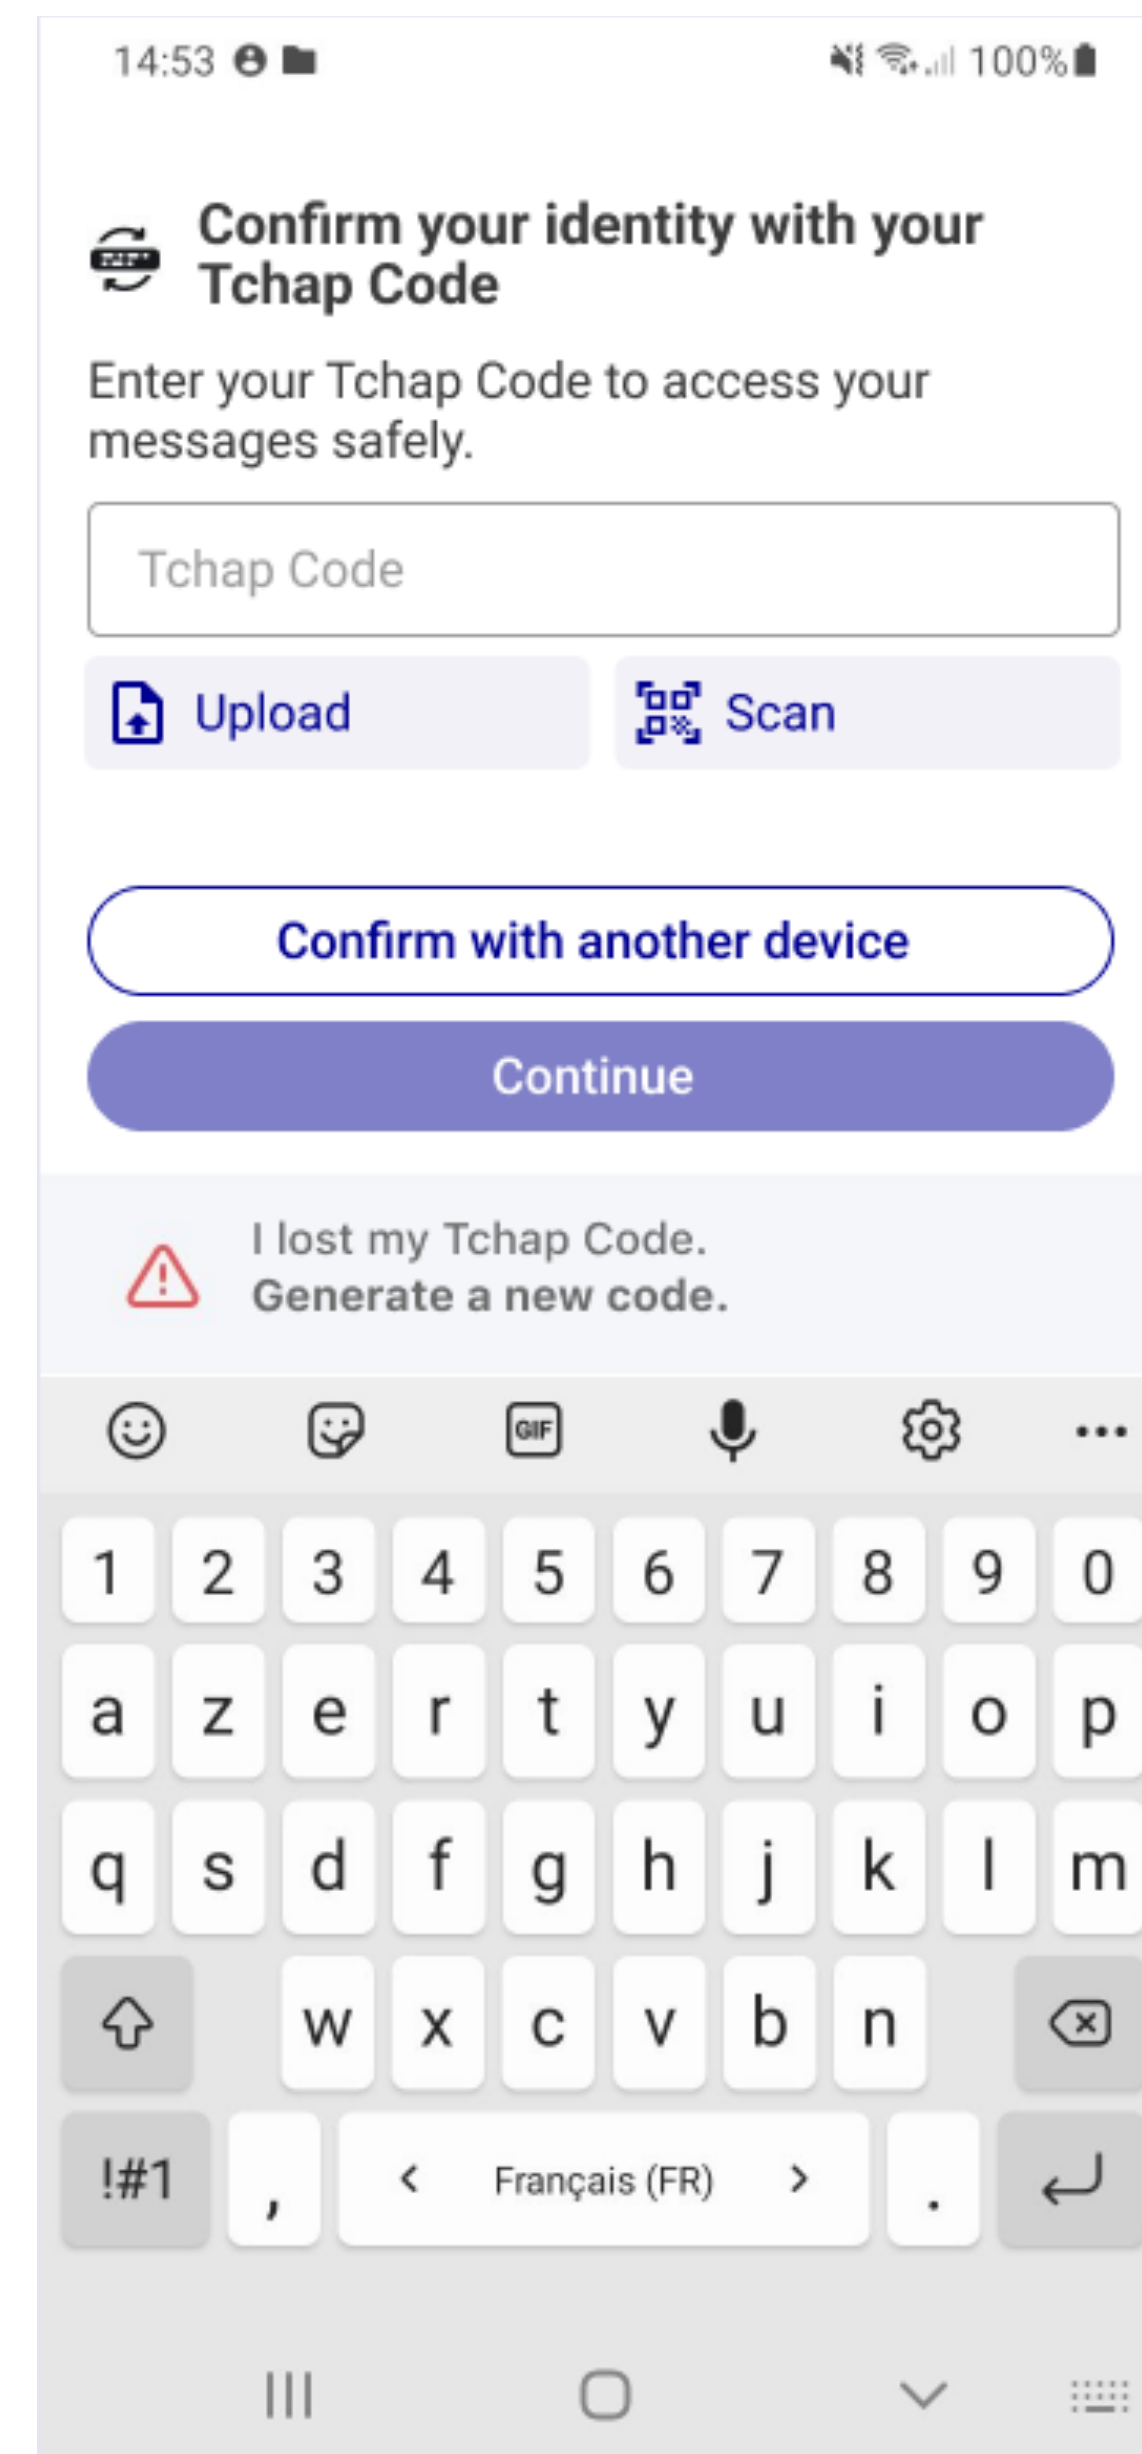 14:53 100%
Confirm your identity with your
Tchap Code
Enter your Tchap Code to access your
messages safely.
Tchap Code
Upload Scan
Confirm with another device
Continue
I lost my Tchap Code.
Generate a new code.
GIF
1 2 3 4 5 6 7 8 9 0
a z e r t y u i o p
q s d f g h j k l m
w x c v b n
!#1 , < Français (FR) > .